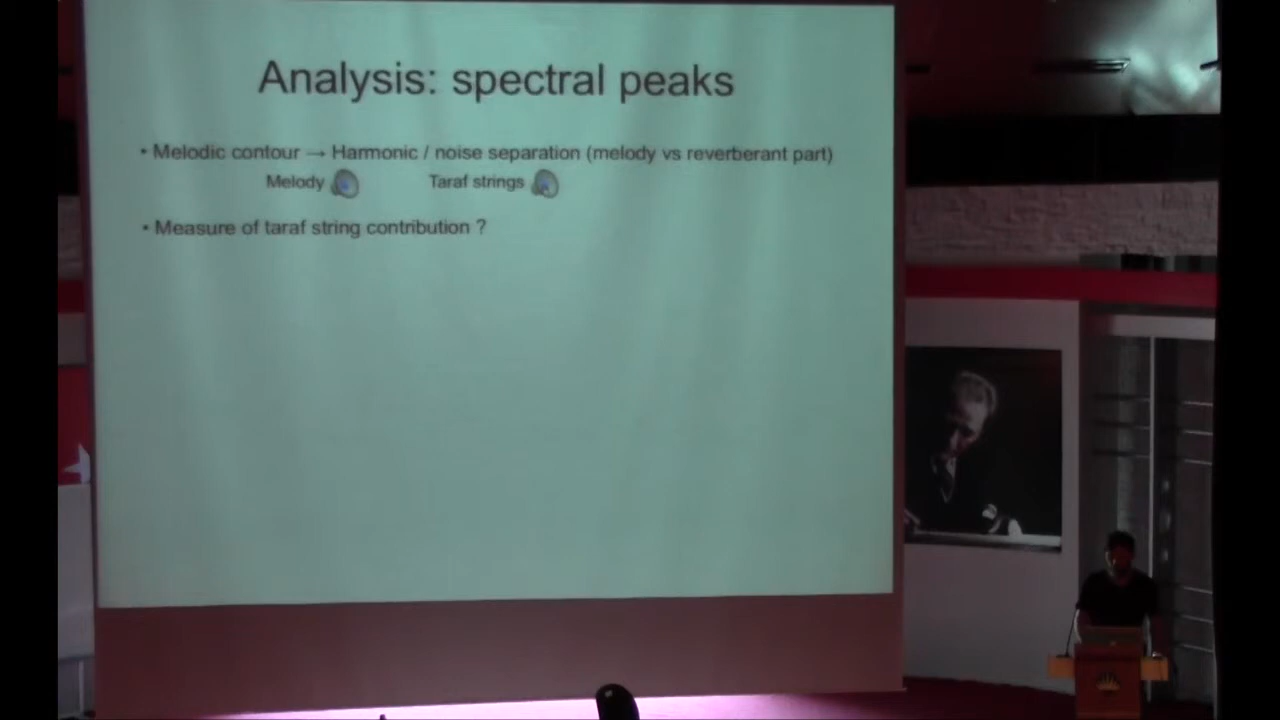 Analysis: spectral peaks
• Melodic contour → Harmonic / noise separation (melody vs reverberant part)
Melody Taraf strings
• Measure of taraf string contribution ?